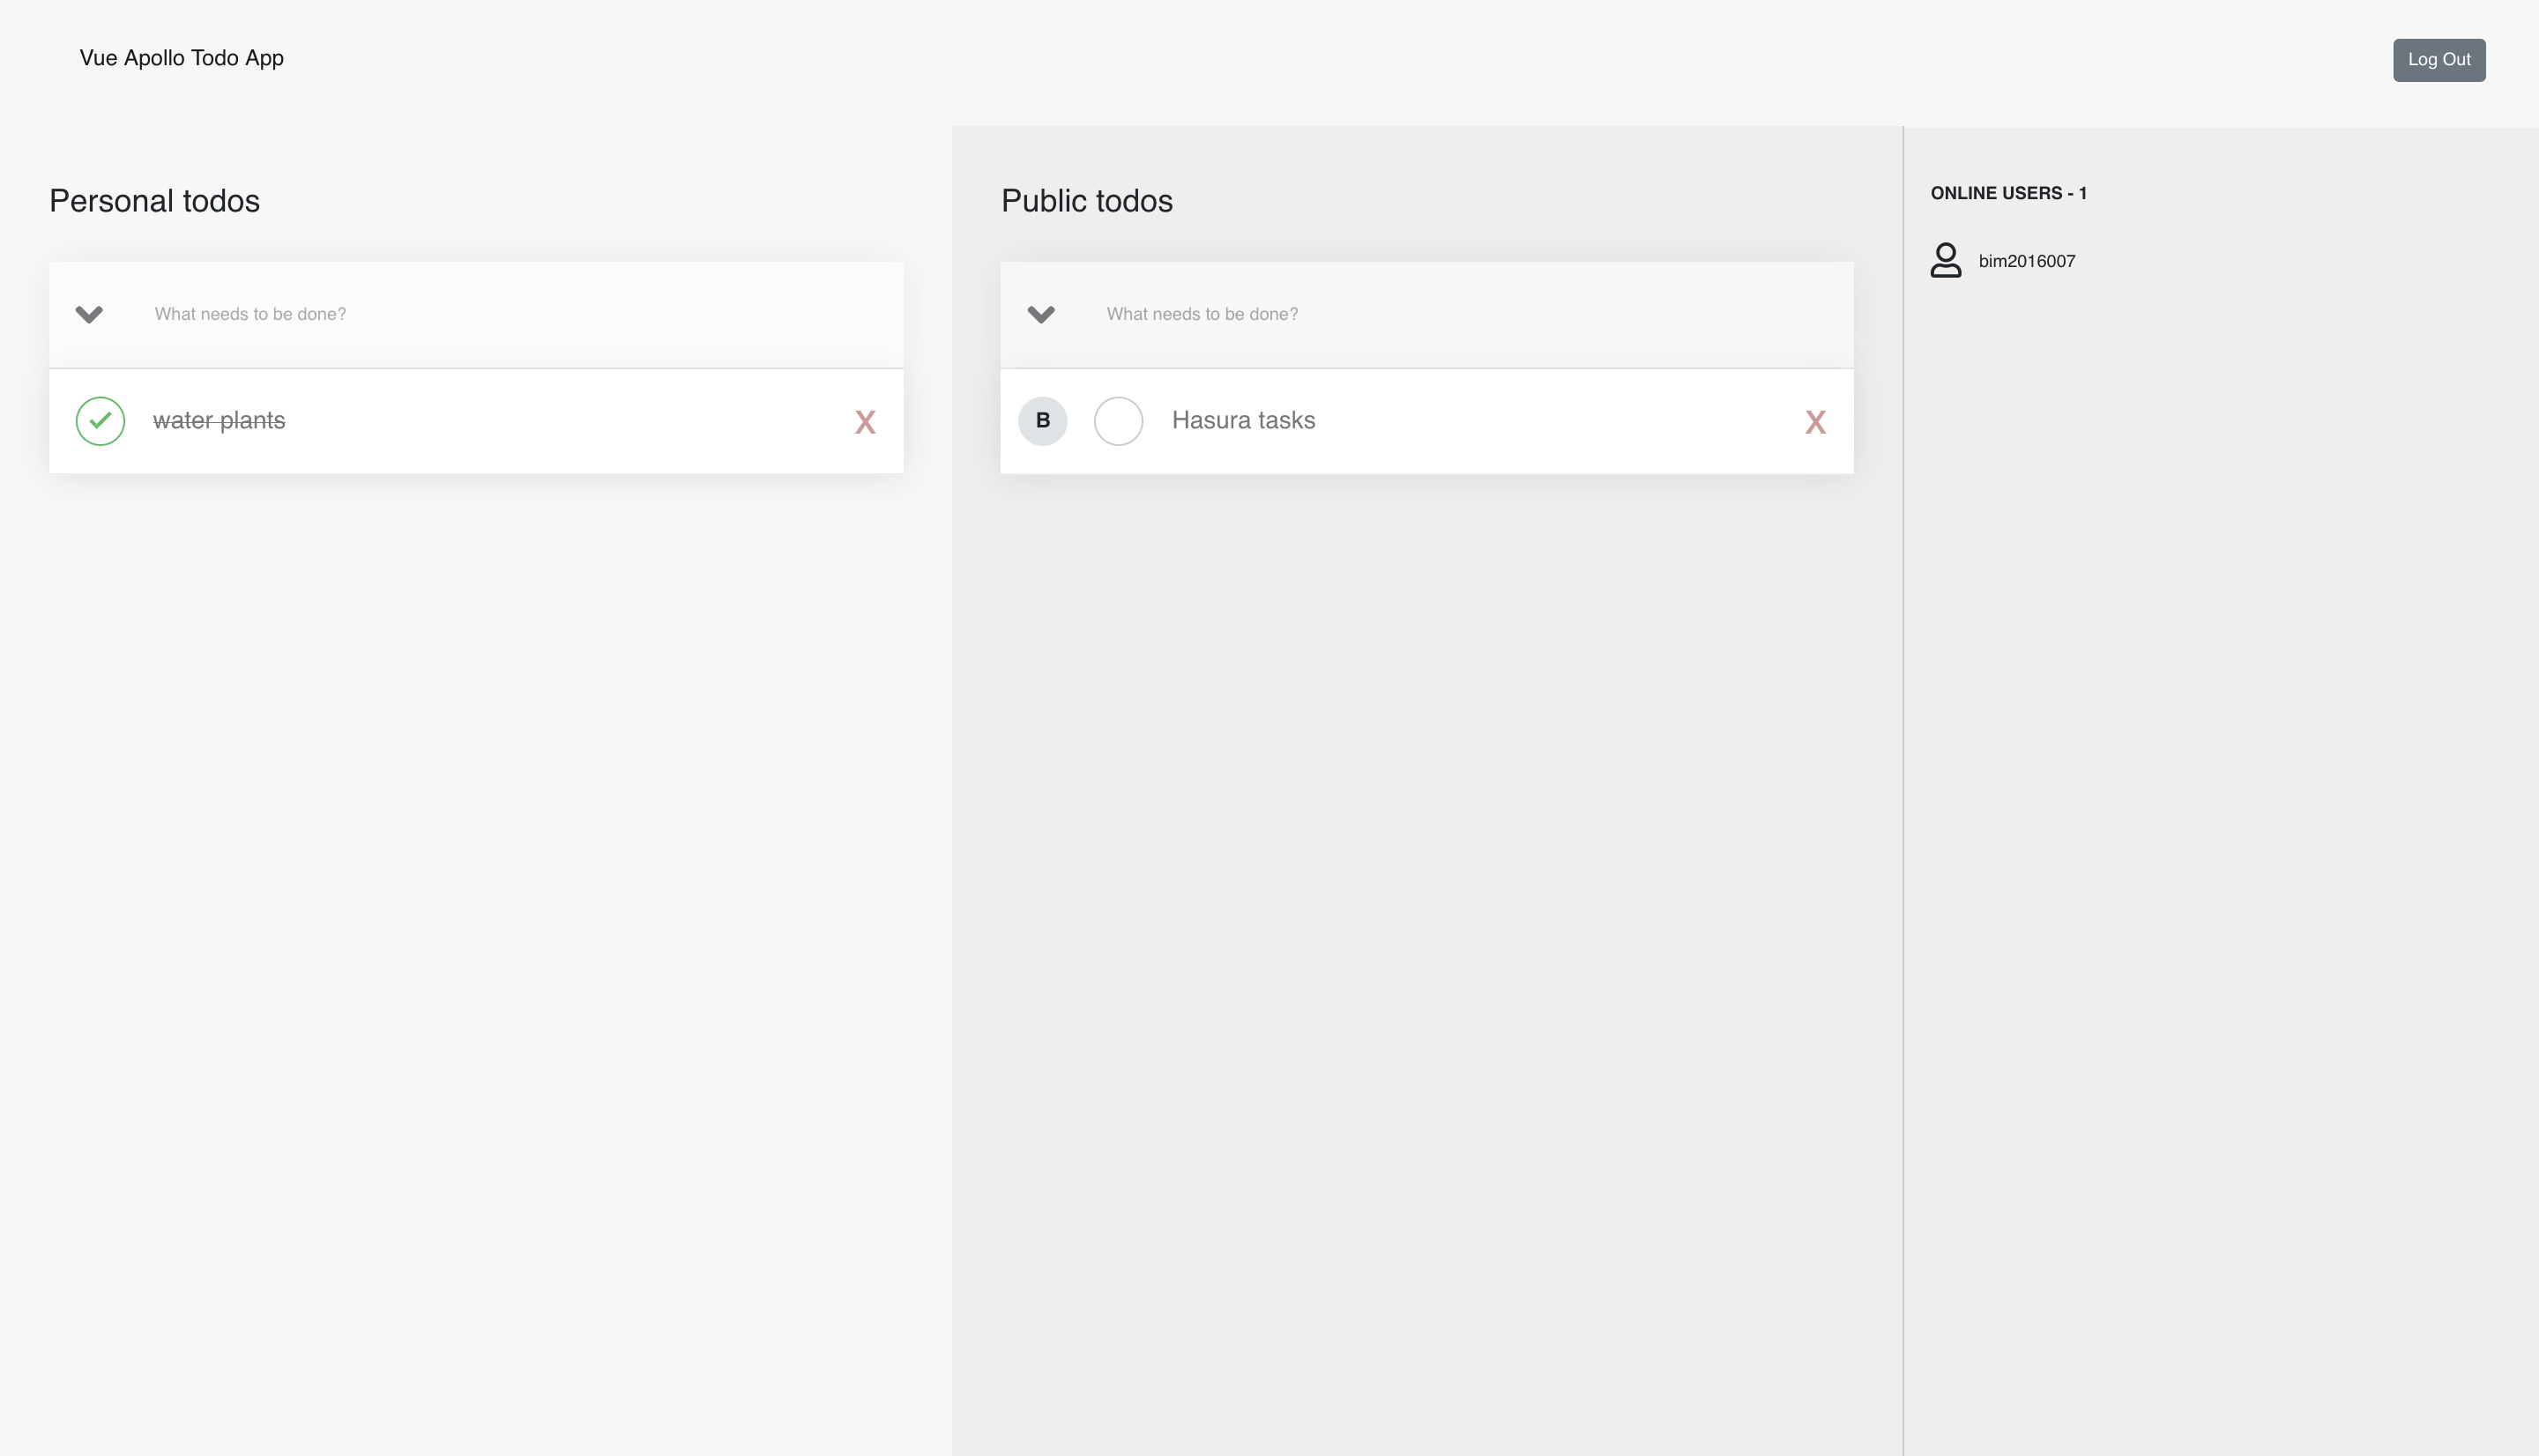 Vue Apollo Todo App
Log Out
Personal todos
What needs to be done?
water plants
X
Public todos
What needs to be done?
B
Hasura tasks
X
ONLINE USERS - 1
bim2016007